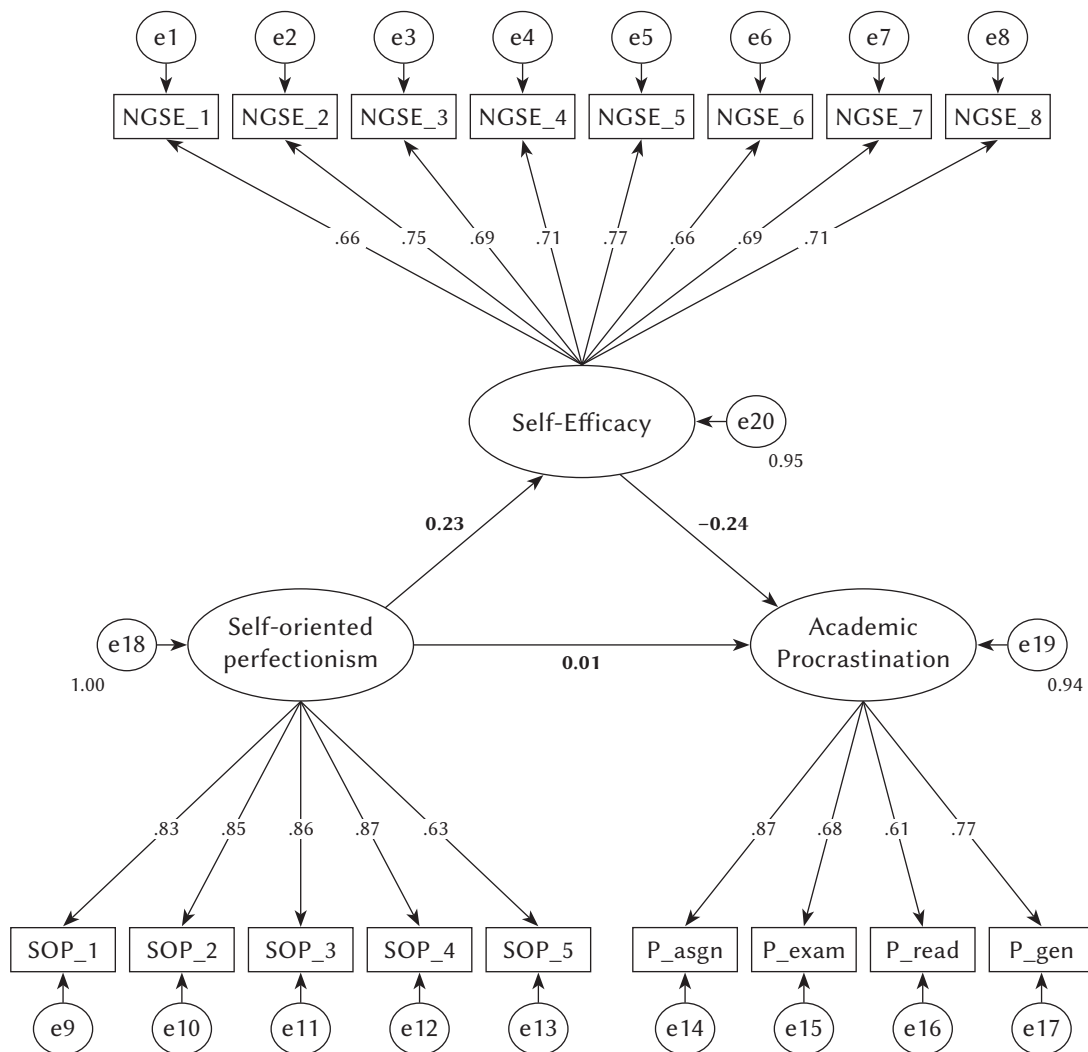 e1 e2 e3 e4 e5 e6 e7 e8
NGSE_1 NGSE_2 NGSE_3 NGSE_4 NGSE_5 NGSE_6 NGSE_7 NGSE_8
.66 .75 .69 .71 .77 .66 .69 .71
Self-Efficacy
e20
0.95
0.23
−0.24
e18
1.00
Self-oriented
perfectionism
0.01
Academic
Procrastination
e19
0.94
.83 .85 .86 .87 .63
.87 .68 .61 .77
SOP_1 SOP_2 SOP_3 SOP_4 SOP_5
P_asgn P_exam P_read P_gen
e9 e10 e11 e12 e13
e14 e15 e16 e17